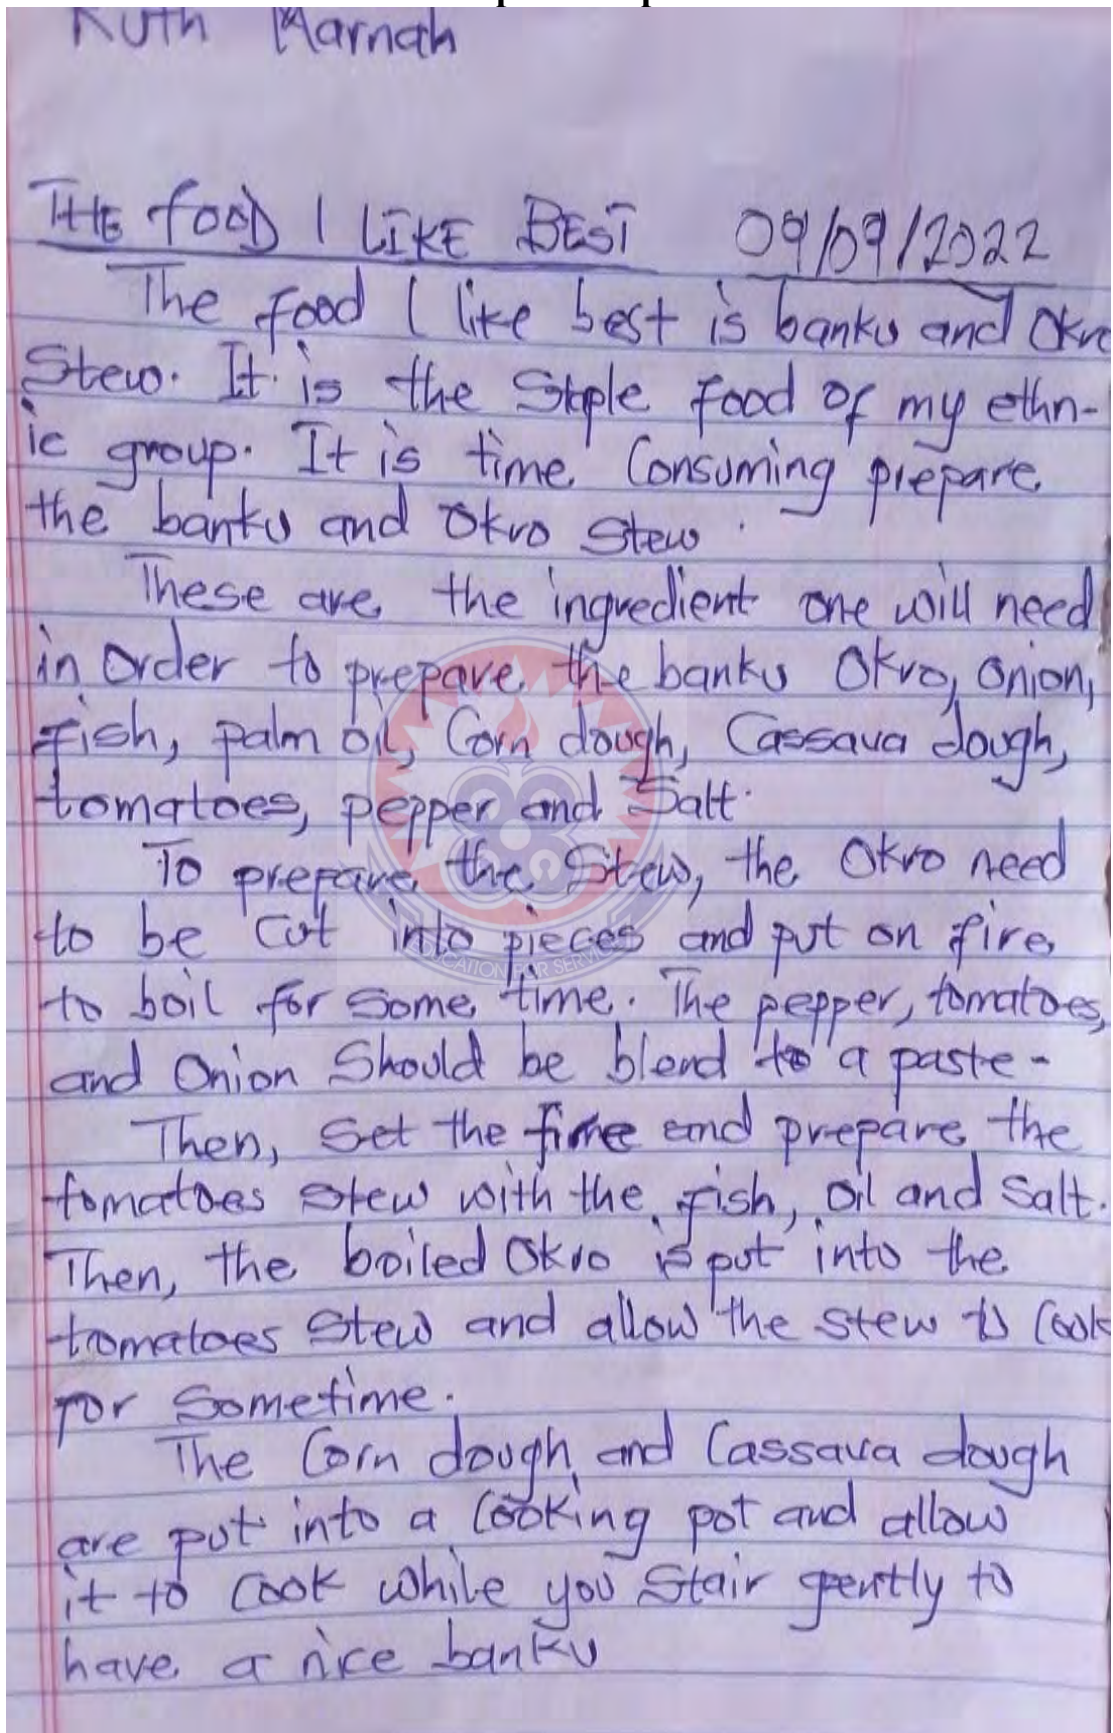 Ruth Marnah
THE FOOD I LIKE BEST 09/09/2022
The food I like best is banku and Okro
Stew. It is the Staple food of my ethn-
ic group. It is time Consuming prepare
the banku and Okro Stew.
These are the ingredient one will need
in Order to prepare the banku Okro, Onion,
fish, palm oil, Corn dough, Cassava dough,
tomatoes, pepper and Salt.
To prepare the Stew, the Okro need
to be Cut into pieces and put on fire
EDUCATION FOR SERVICE
to boil for Some time. The pepper, tomatoes,
and Onion Should be blend to a paste-
Then, Set the fire and prepare the
tomatoes stew with the fish, Oil and Salt.
Then, the boiled Okro is put into the
tromatoes Stew and allow the stew to Cook
for Sometime.
The Corn dough and Cassava dough
are put into a Cooking pot and allow
it to Cook while you Stair gently to
have a nice banku